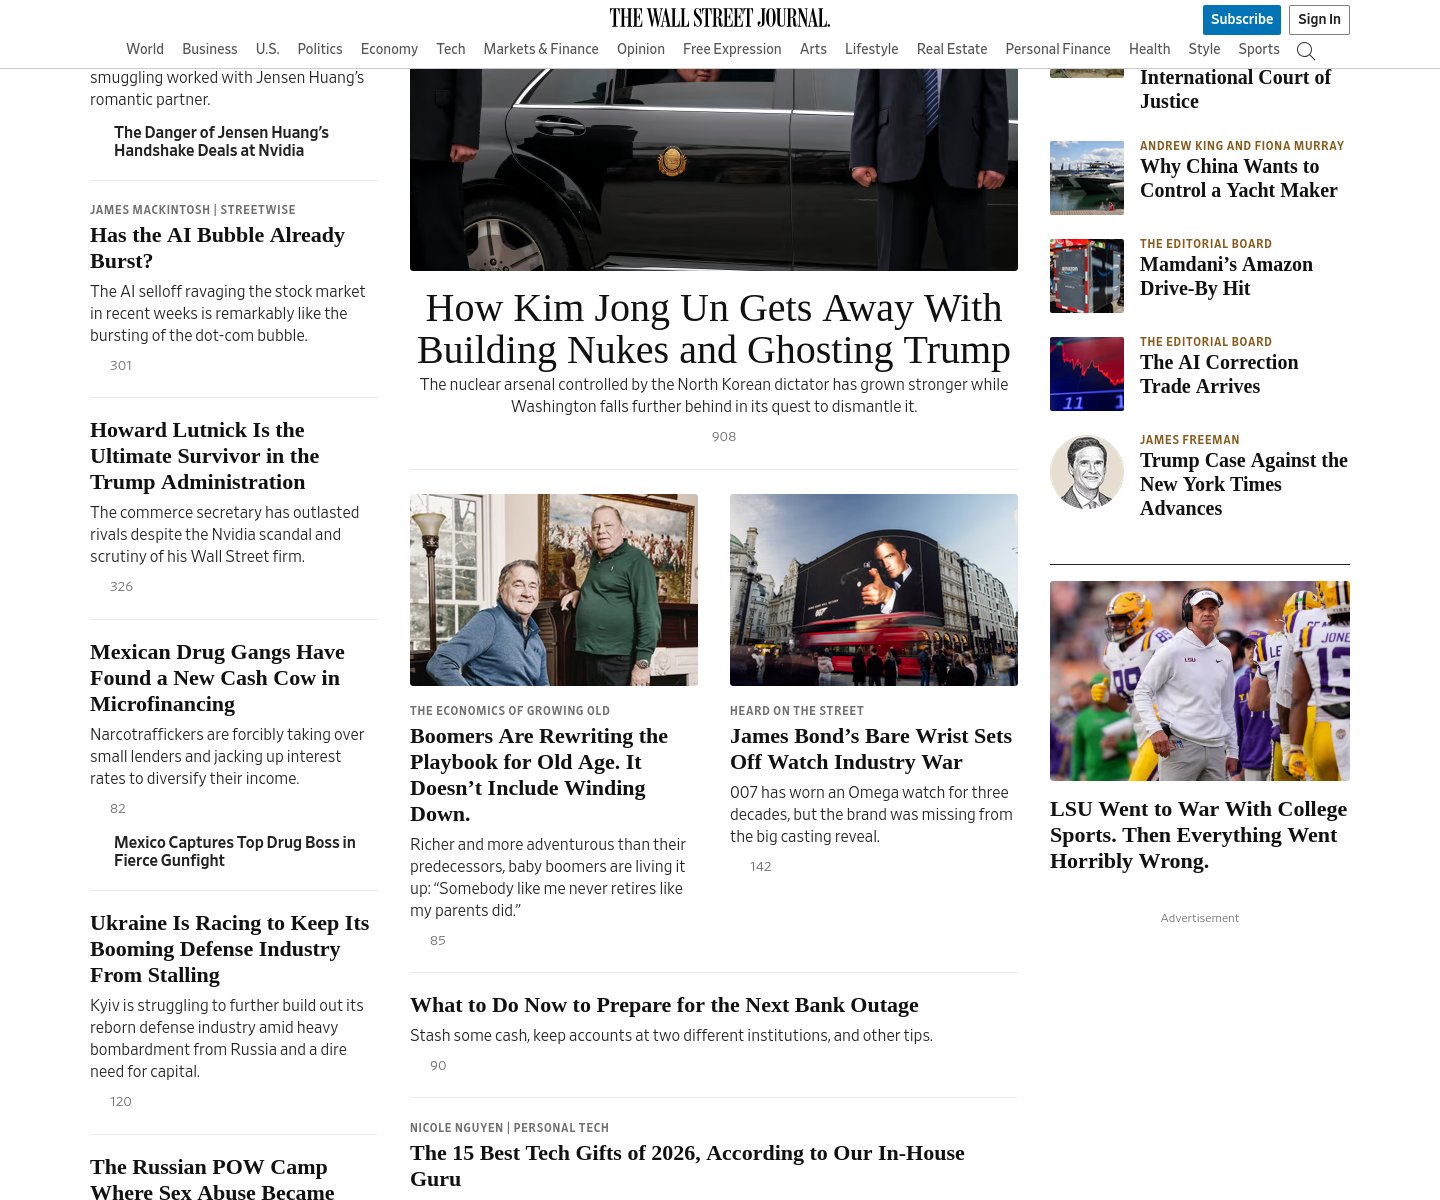 THE WALL STREET JOURNAL.
Subscribe
Sign In
World Business U.S. Politics Economy Tech Markets & Finance Opinion Free Expression Arts Lifestyle Real Estate Personal Finance Health Style Sports
smuggling worked with Jensen Huang’s
romantic partner.
The Danger of Jensen Huang’s
Handshake Deals at Nvidia
JAMES MACKINTOSH | STREETWISE
Has the AI Bubble Already
Burst?
The AI selloff ravaging the stock market
in recent weeks is remarkably like the
bursting of the dot-com bubble.
301
Howard Lutnick Is the
Ultimate Survivor in the
Trump Administration
The commerce secretary has outlasted
rivals despite the Nvidia scandal and
scrutiny of his Wall Street firm.
326
Mexican Drug Gangs Have
Found a New Cash Cow in
Microfinancing
Narcotraffickers are forcibly taking over
small lenders and jacking up interest
rates to diversify their income.
82
Mexico Captures Top Drug Boss in
Fierce Gunfight
Ukraine Is Racing to Keep Its
Booming Defense Industry
From Stalling
Kyiv is struggling to further build out its
reborn defense industry amid heavy
bombardment from Russia and a dire
need for capital.
120
The Russian POW Camp
Where Sex Abuse Became
How Kim Jong Un Gets Away With
Building Nukes and Ghosting Trump
The nuclear arsenal controlled by the North Korean dictator has grown stronger while
Washington falls further behind in its quest to dismantle it.
908
THE ECONOMICS OF GROWING OLD
Boomers Are Rewriting the
Playbook for Old Age. It
Doesn’t Include Winding
Down.
Richer and more adventurous than their
predecessors, baby boomers are living it
up: “Somebody like me never retires like
my parents did.”
85
007
HEARD ON THE STREET
James Bond’s Bare Wrist Sets
Off Watch Industry War
007 has worn an Omega watch for three
decades, but the brand was missing from
the big casting reveal.
142
What to Do Now to Prepare for the Next Bank Outage
Stash some cash, keep accounts at two different institutions, and other tips.
90
NICOLE NGUYEN | PERSONAL TECH
The 15 Best Tech Gifts of 2026, According to Our In-House
Guru
International Court of
Justice
ANDREW KING AND FIONA MURRAY
Why China Wants to
Control a Yacht Maker
amazon
THE EDITORIAL BOARD
Mamdani’s Amazon
Drive-By Hit
11
THE EDITORIAL BOARD
The AI Correction
Trade Arrives
JAMES FREEMAN
Trump Case Against the
New York Times
Advances
LSU
89
JONE
13
LSU Went to War With College
Sports. Then Everything Went
Horribly Wrong.
Advertisement